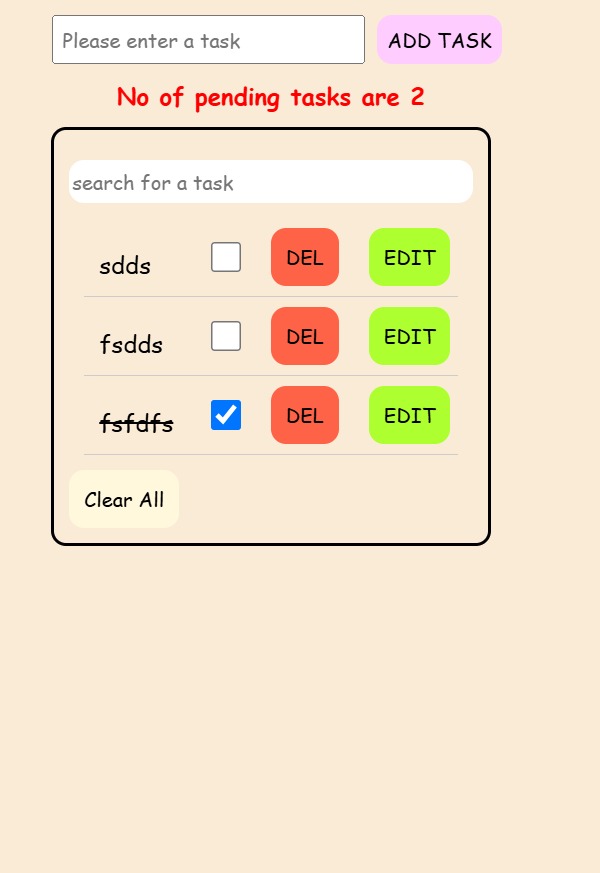 Please enter a task ADD TASK
No of pending tasks are 2
search for a task
sdds DEL EDIT
fsdds DEL EDIT
fsfdfs DEL EDIT
Clear All